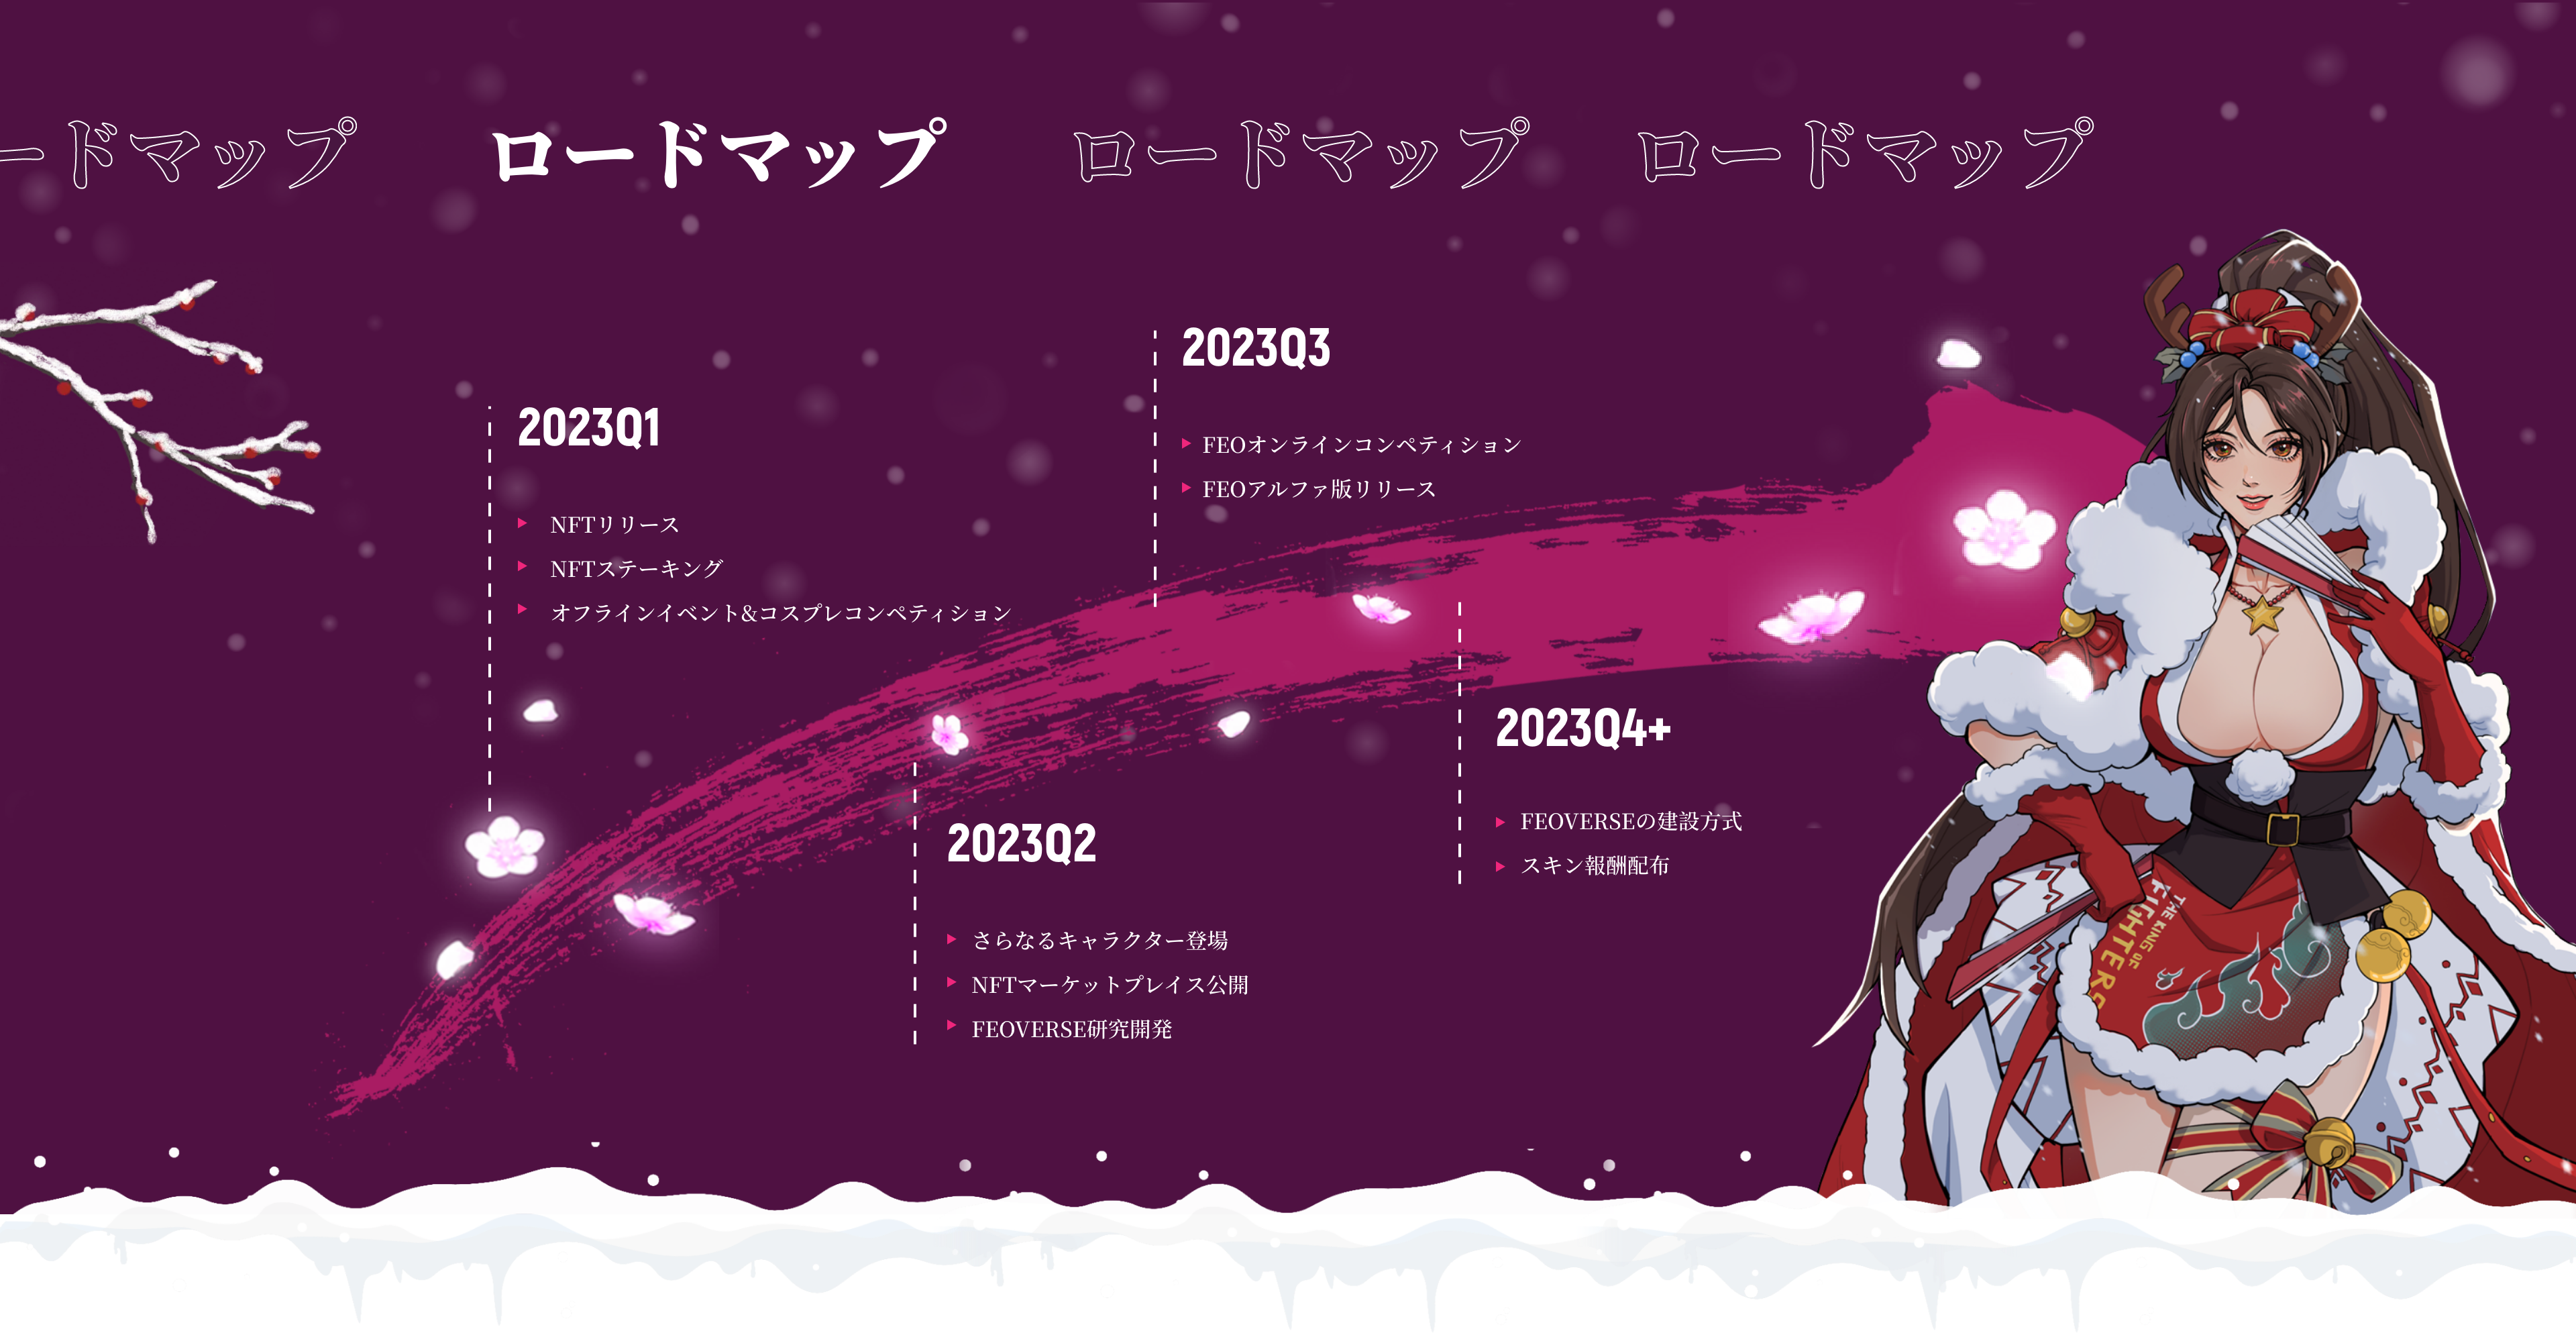 ードマップ ロードマップ ロードマップ ロードマップ
2023Q1
NFTリリース
NFTステーキング
オフラインイベント&コスプレコンペティション
2023Q2
さらなるキャラクター登場
NFTマーケットプレイス公開
FEOVERSE研究開発
2023Q3
FEOオンラインコンペティション
FEOアルファ版リリース
2023Q4+
FEOVERSEの建設方式
スキン報酬配布
THE KING OF
FIGHTERS